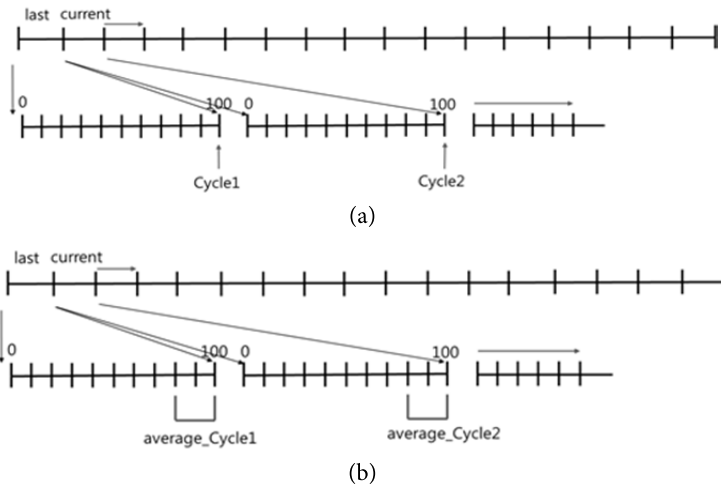 last current
0 100 0 100
Cycle1 Cycle2
(a)
last current
0 100 0 100
average_Cycle1 average_Cycle2
(b)